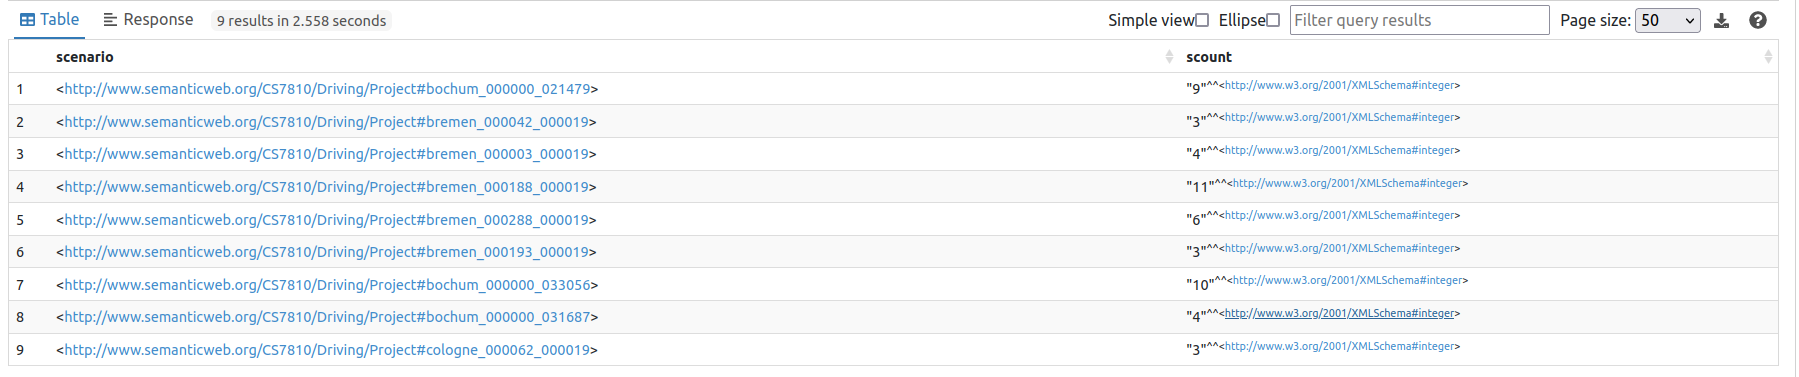 Table Response 9 results in 2.558 seconds Simple view Ellipse Filter query results Page size: 50
scenario scount
1 <http://www.semanticweb.org/CS7810/Driving/Project#bochum_000000_021479> "9"^^<http://www.w3.org/2001/XMLSchema#integer>
2 <http://www.semanticweb.org/CS7810/Driving/Project#bremen_000042_000019> "3"^^<http://www.w3.org/2001/XMLSchema#integer>
3 <http://www.semanticweb.org/CS7810/Driving/Project#bremen_000003_000019> "4"^^<http://www.w3.org/2001/XMLSchema#integer>
4 <http://www.semanticweb.org/CS7810/Driving/Project#bremen_000188_000019> "11"^^<http://www.w3.org/2001/XMLSchema#integer>
5 <http://www.semanticweb.org/CS7810/Driving/Project#bremen_000288_000019> "6"^^<http://www.w3.org/2001/XMLSchema#integer>
6 <http://www.semanticweb.org/CS7810/Driving/Project#bremen_000193_000019> "3"^^<http://www.w3.org/2001/XMLSchema#integer>
7 <http://www.semanticweb.org/CS7810/Driving/Project#bochum_000000_033056> "10"^^<http://www.w3.org/2001/XMLSchema#integer>
8 <http://www.semanticweb.org/CS7810/Driving/Project#bochum_000000_031687> "4"^^<http://www.w3.org/2001/XMLSchema#integer>
9 <http://www.semanticweb.org/CS7810/Driving/Project#cologne_000062_000019> "3"^^<http://www.w3.org/2001/XMLSchema#integer>